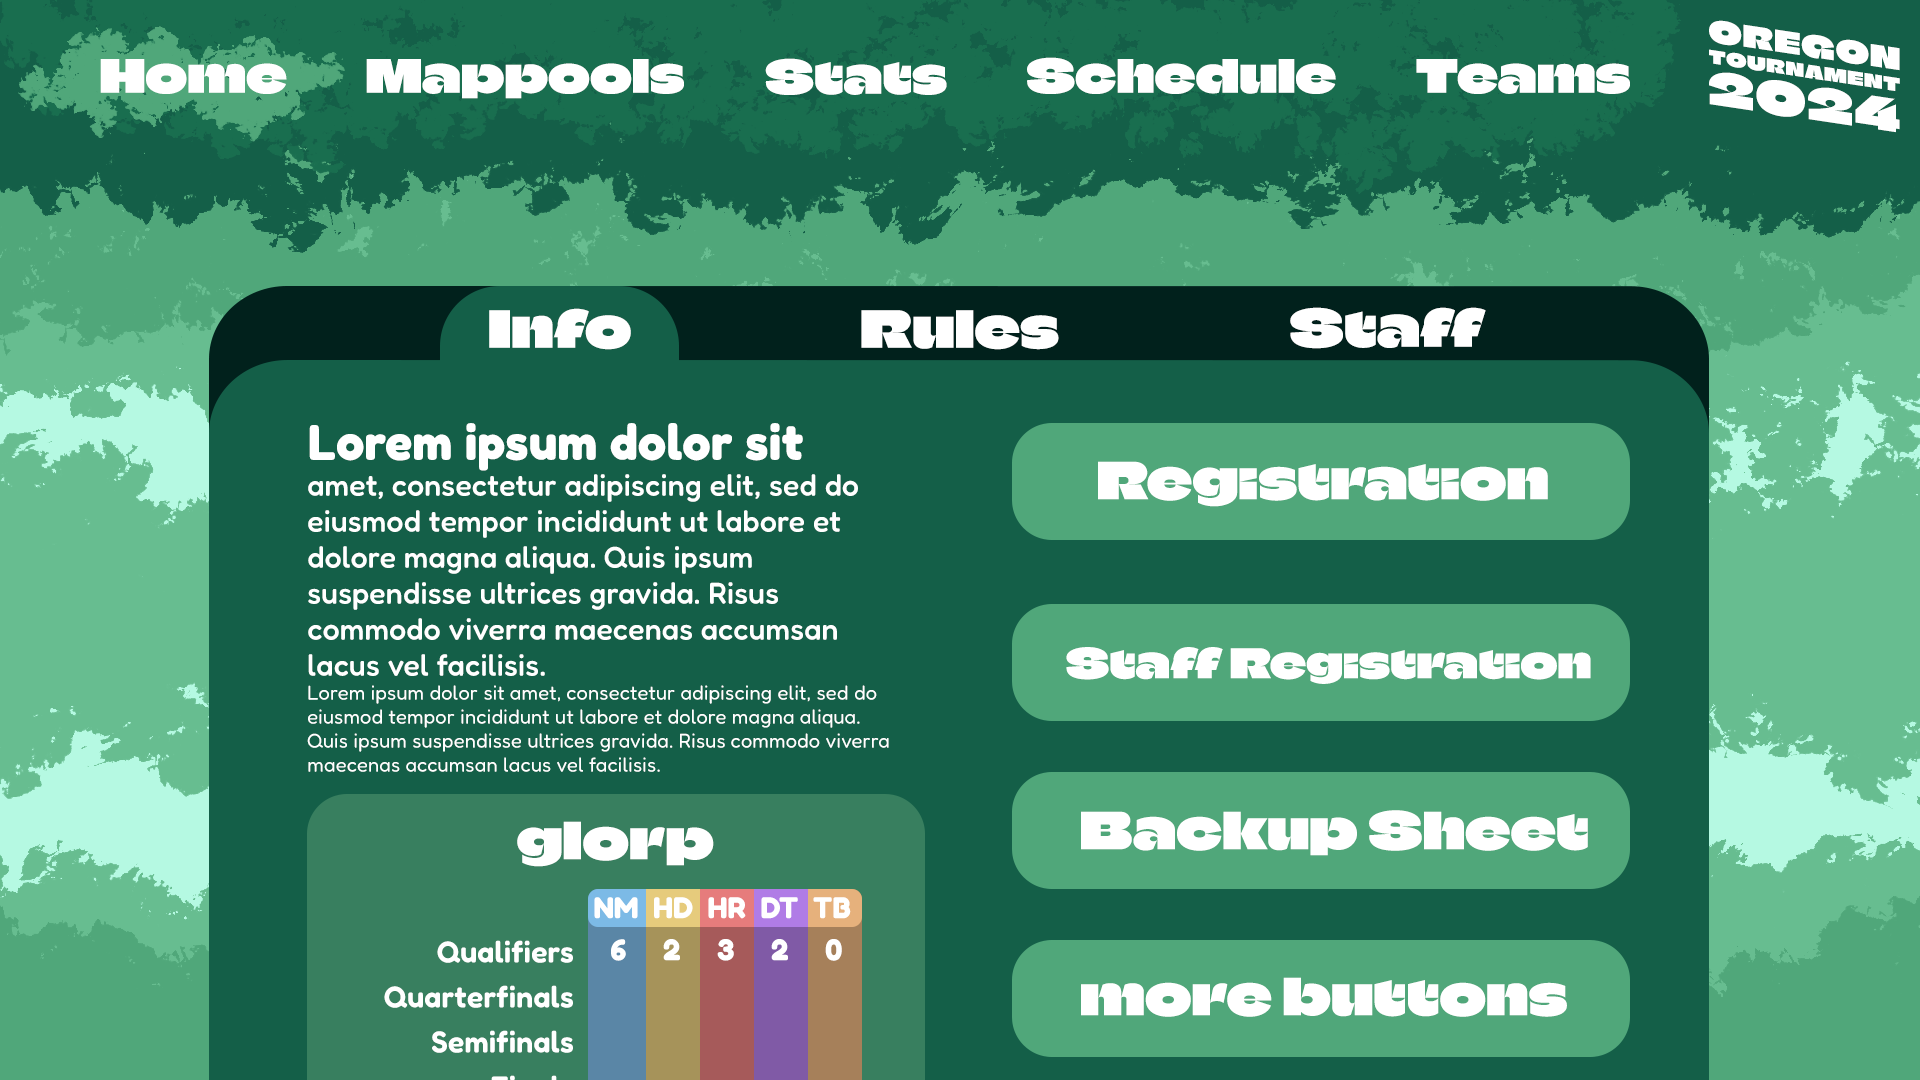 Home
Mappools
Stats
Schedule
Teams
OREGON
TOURNAMENT
2024
Info
Rules
Staff
Lorem ipsum dolor sit
amet, consectetur adipiscing elit, sed do
eiusmod tempor incididunt ut labore et
dolore magna aliqua. Quis ipsum
suspendisse ultrices gravida. Risus
commodo viverra maecenas accumsan
lacus vel facilisis.
Lorem ipsum dolor sit amet, consectetur adipiscing elit, sed do
eiusmod tempor incididunt ut labore et dolore magna aliqua.
Quis ipsum suspendisse ultrices gravida. Risus commodo viverra
maecenas accumsan lacus vel facilisis.
glorp
NM HD HR DT TB
Qualifiers 6 2 3 2 0
Quarterfinals
Semifinals
Registration
Staff Registration
Backup Sheet
more buttons